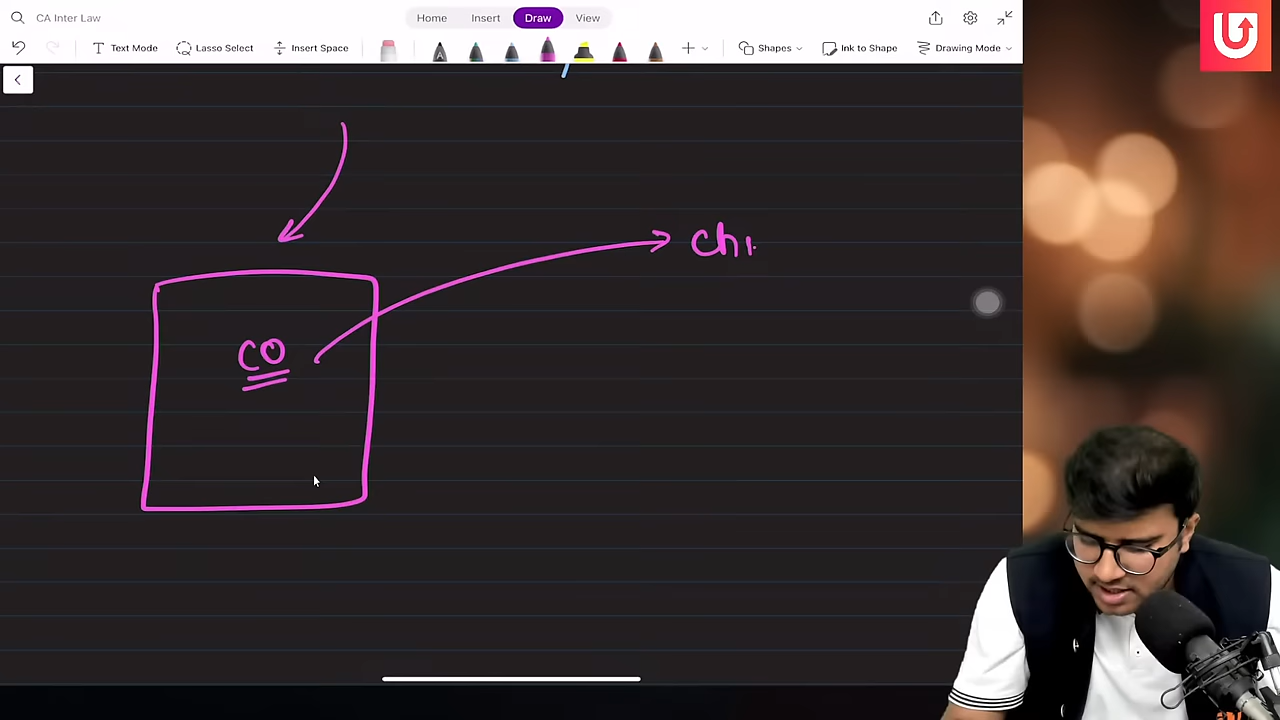 CA Inter Law
Home Insert Draw View
Text Mode Lasso Select Insert Space Shapes Ink to Shape Drawing Mode
CO